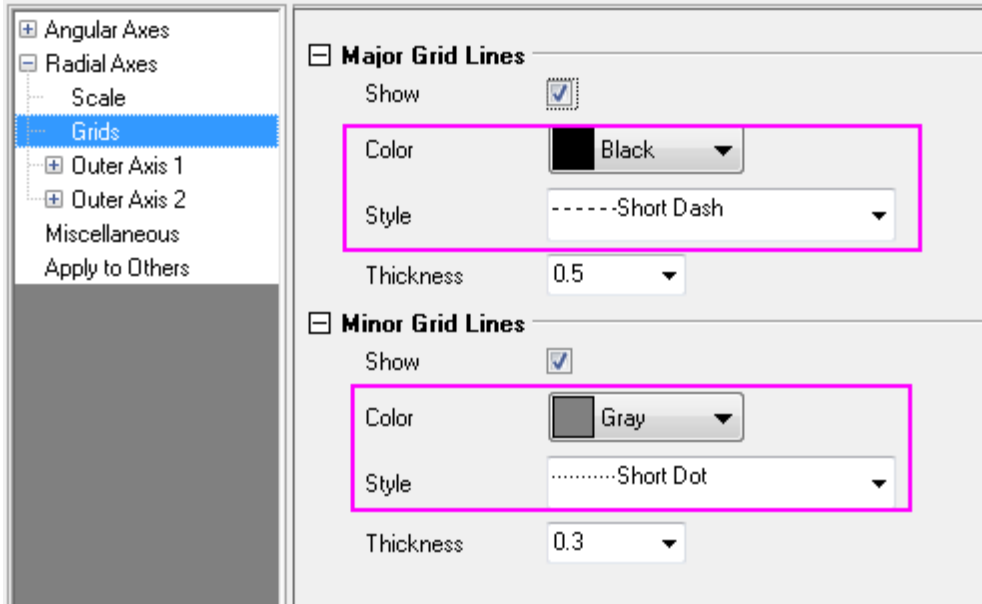 Angular Axes
Radial Axes
Scale
Grids
Outer Axis 1
Outer Axis 2
Miscellaneous
Apply to Others
Major Grid Lines
Show
Color Black
Style ------Short Dash
Thickness 0.5
Minor Grid Lines
Show
Color Gray
Style ...........Short Dot
Thickness 0.3